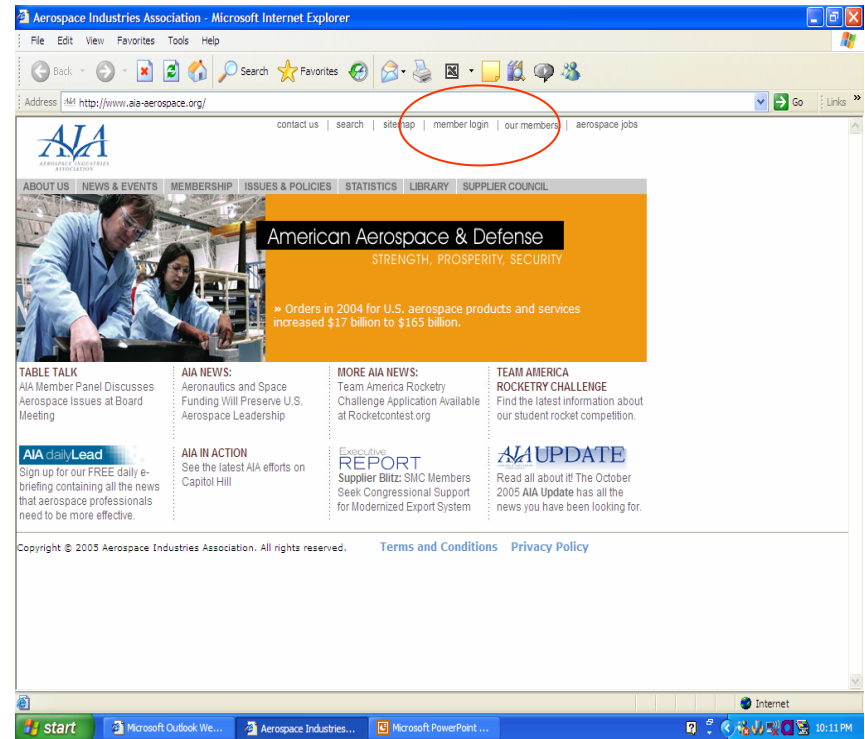 Aerospace Industries Association - Microsoft Internet Explorer
File Edit View Favorites Tools Help
Back Search Favorites
Address http://www.aia-aerospace.org/ Go Links »
contact us | search | sitemap | member login | our members | aerospace jobs
AIA
AEROSPACE INDUSTRIES
ASSOCIATION
ABOUT US NEWS & EVENTS MEMBERSHIP ISSUES & POLICIES STATISTICS LIBRARY SUPPLIER COUNCIL
American Aerospace & Defense
STRENGTH, PROSPERITY, SECURITY
» Orders in 2004 for U.S. aerospace products and services
increased $17 billion to $165 billion.
TABLE TALK
AIA Member Panel Discusses
Aerospace Issues at Board
Meeting
AIA NEWS:
Aeronautics and Space
Funding Will Preserve U.S.
Aerospace Leadership
MORE AIA NEWS:
Team America Rocketry
Challenge Application Available
at Rocketcontest.org
TEAM AMERICA
ROCKETRY CHALLENGE
Find the latest information about
our student rocket competition.
AIA dailyLead
Sign up for our FREE daily e-
briefing containing all the news
that aerospace professionals
need to be more effective.
AIA IN ACTION
See the latest AIA efforts on
Capitol Hill
Executive
REPORT
Supplier Blitz: SMC Members
Seek Congressional Support
for Modernized Export System
AIA UPDATE
Read all about it! The October
2005 AIA Update has all the
news you have been looking for.
Copyright © 2005 Aerospace Industries Association. All rights reserved. Terms and Conditions Privacy Policy
Internet
start Microsoft Outlook We... Aerospace Industries... Microsoft PowerPoint ... 10:11 PM